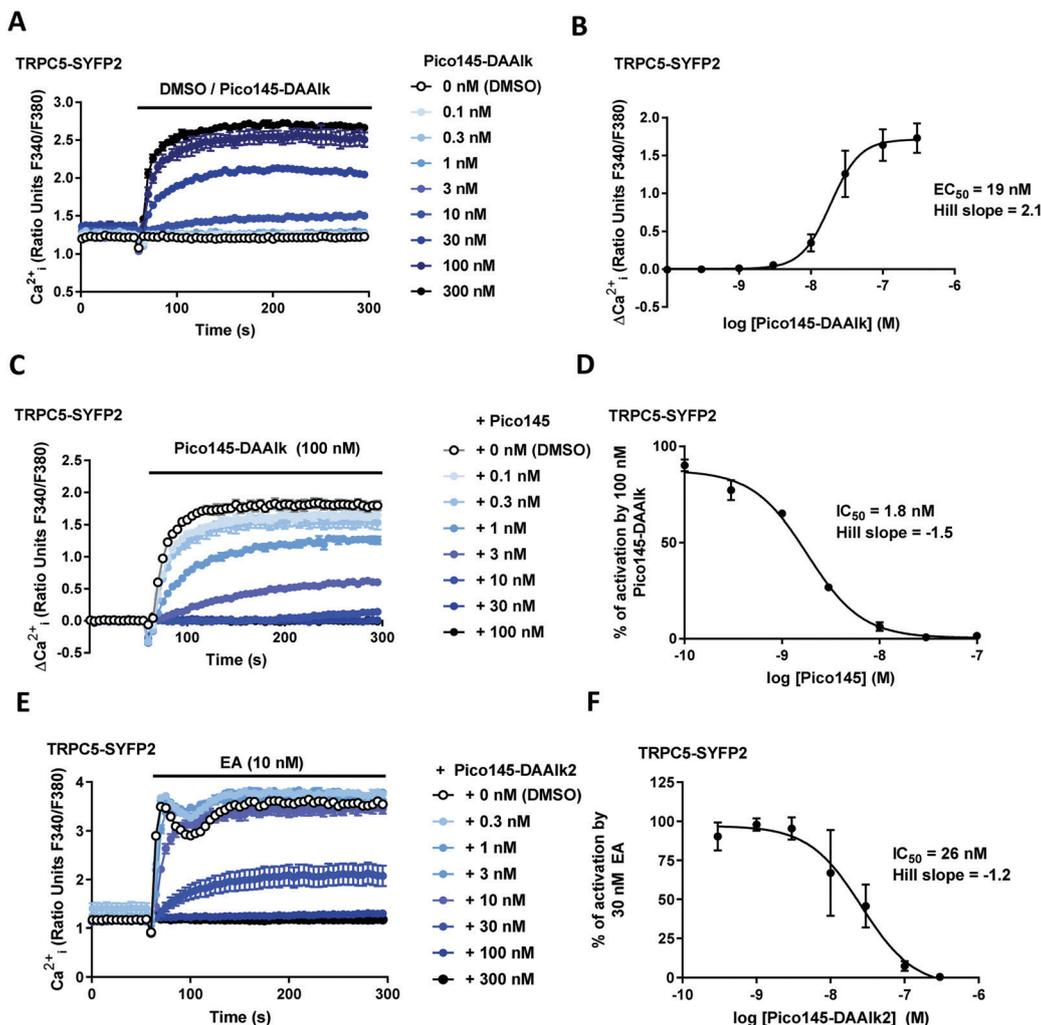 A
TRPC5-SYFP2
DMSO / Pico145-DAAlk
Ca2+i (Ratio Units F340/F380)
3.0
2.5
2.0
1.5
1.0
0.5
0
100
200
300
Time (s)
Pico145-DAAlk
0 nM (DMSO)
0.1 nM
0.3 nM
1 nM
3 nM
10 nM
30 nM
100 nM
300 nM
B
TRPC5-SYFP2
ΔCa2+i (Ratio Units F340/F380)
2.0
1.5
1.0
0.5
0.0
-0.5
-9
-8
-7
-6
log [Pico145-DAAlk] (M)
EC50 = 19 nM
Hill slope = 2.1
C
TRPC5-SYFP2
Pico145-DAAlk (100 nM)
ΔCa2+i (Ratio Units F340/F380)
2.5
2.0
1.5
1.0
0.5
0.0
-0.5
100
200
300
Time (s)
+ Pico145
+ 0 nM (DMSO)
+ 0.1 nM
+ 0.3 nM
+ 1 nM
+ 3 nM
+ 10 nM
+ 30 nM
+ 100 nM
D
TRPC5-SYFP2
% of activation by 100 nM
Pico145-DAAlk
100
50
0
-10
-9
-8
-7
log [Pico145] (M)
IC50 = 1.8 nM
Hill slope = -1.5
E
TRPC5-SYFP2
EA (10 nM)
Ca2+i (Ratio Units F340/F380)
4
3
2
1
0
0
100
200
300
Time (s)
+ Pico145-DAAlk2
+ 0 nM (DMSO)
+ 0.3 nM
+ 1 nM
+ 3 nM
+ 10 nM
+ 30 nM
+ 100 nM
+ 300 nM
F
TRPC5-SYFP2
% of activation by
30 nM EA
125
100
75
50
25
0
-10
-9
-8
-7
-6
log [Pico145-DAAlk2] (M)
IC50 = 26 nM
Hill slope = -1.2